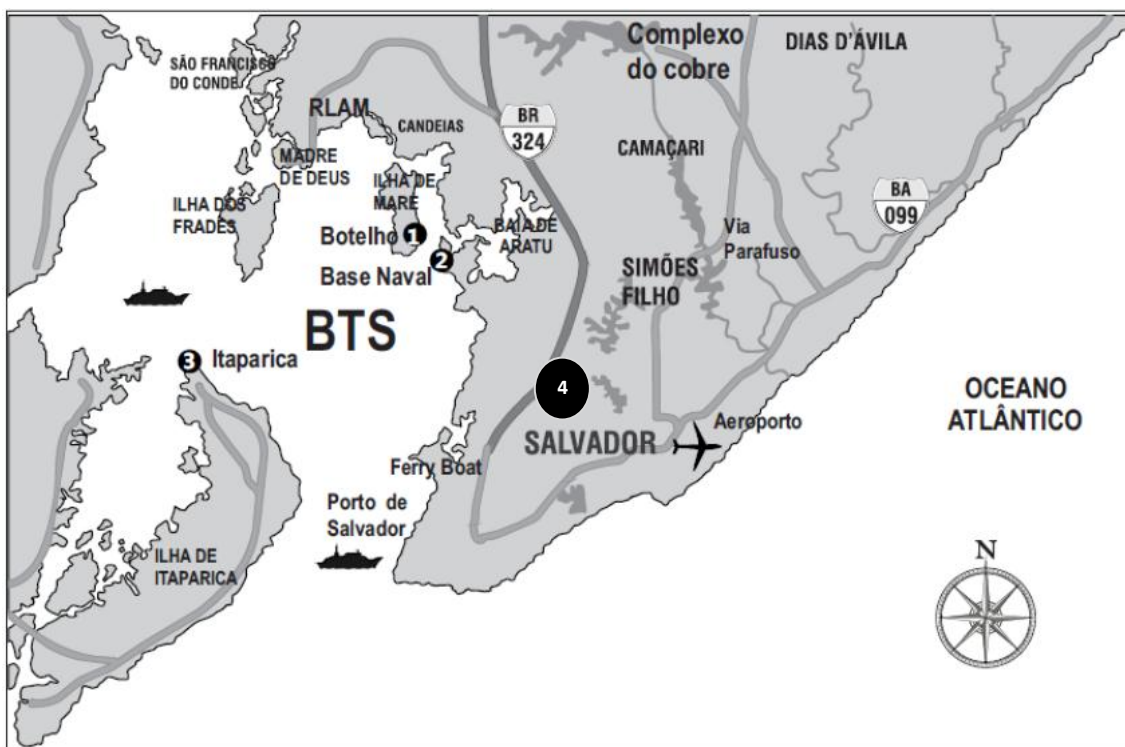 Complexo
do cobre
DIAS D'ÁVILA
SÃO FRANCISCO
DO CONDE
RLAM
CANDEIAS
BR
324
CAMAÇARI
MADRE
DE DEUS
ILHA DE
MARÉ
BA
099
ILHA DOS
FRADES
Botelho 1
BAIA DE
ARATU
Via
Parafuso
2
Base Naval
SIMÕES
FILHO
BTS
3 Itaparica
4
OCEANO
ATLÂNTICO
SALVADOR
Aeroporto
Ferry Boat
Porto de
Salvador
ILHA DE
ITAPARICA
N